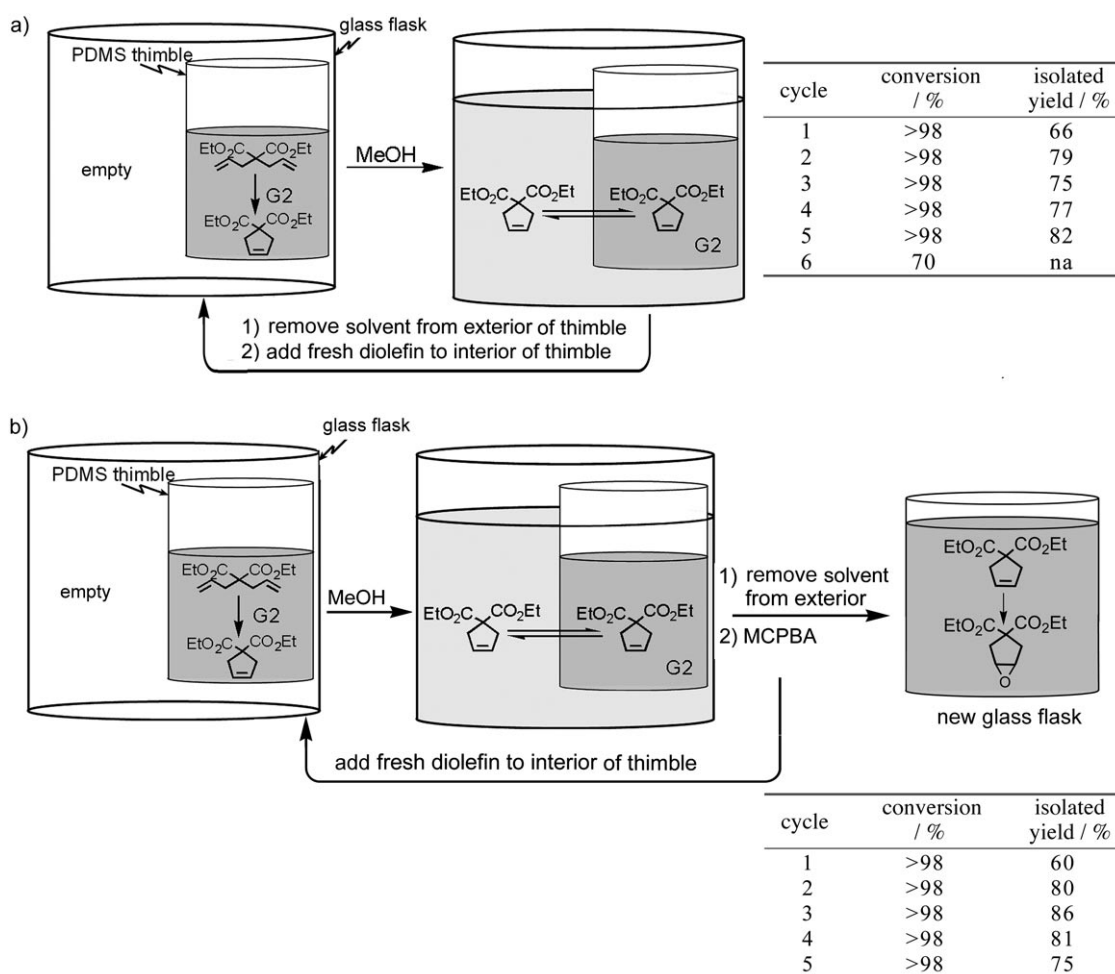 a)
glass flask
PDMS thimble
empty
EtO₂C CO₂Et
G2
EtO₂C CO₂Et
MeOH
EtO₂C CO₂Et
EtO₂C CO₂Et
G2
1) remove solvent from exterior of thimble
2) add fresh diolefin to interior of thimble
cycle conversion / % isolated yield / %
1 >98 66
2 >98 79
3 >98 75
4 >98 77
5 >98 82
6 70 na
b)
glass flask
PDMS thimble
empty
EtO₂C CO₂Et
G2
EtO₂C CO₂Et
MeOH
EtO₂C CO₂Et
EtO₂C CO₂Et
G2
1) remove solvent
from exterior
2) MCPBA
EtO₂C CO₂Et
EtO₂C CO₂Et
O
new glass flask
add fresh diolefin to interior of thimble
cycle conversion / % isolated yield / %
1 >98 60
2 >98 80
3 >98 86
4 >98 81
5 >98 75